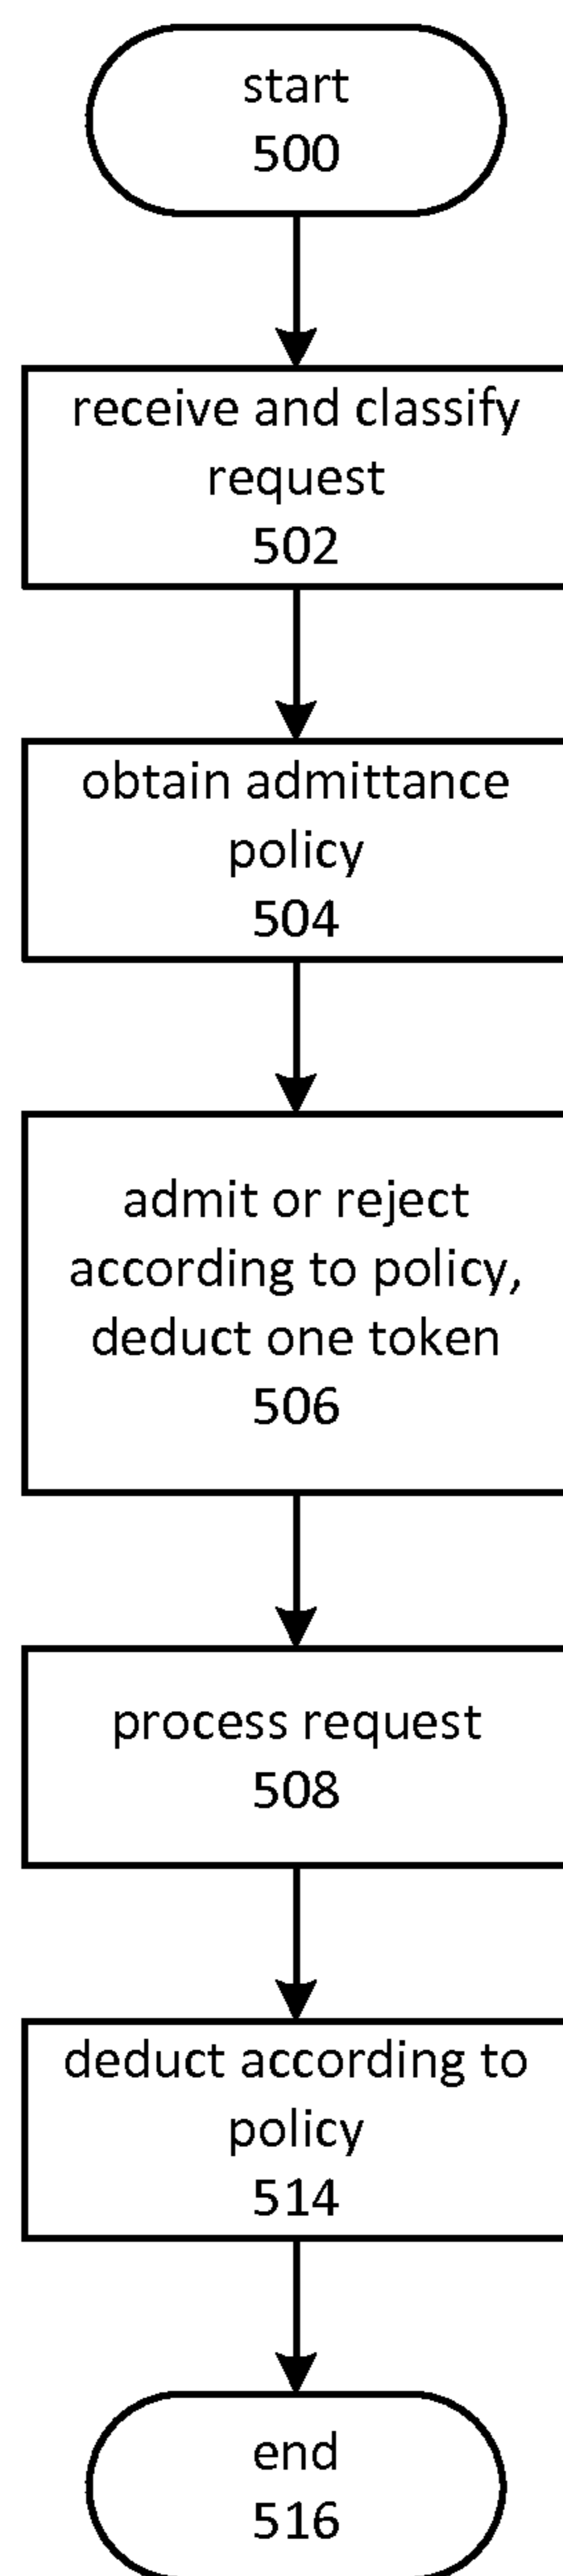 start
500
receive and classify
request
502
obtain admittance
policy
504
admit or reject
according to policy,
deduct one token
506
process request
508
deduct according to
policy
514
end
516